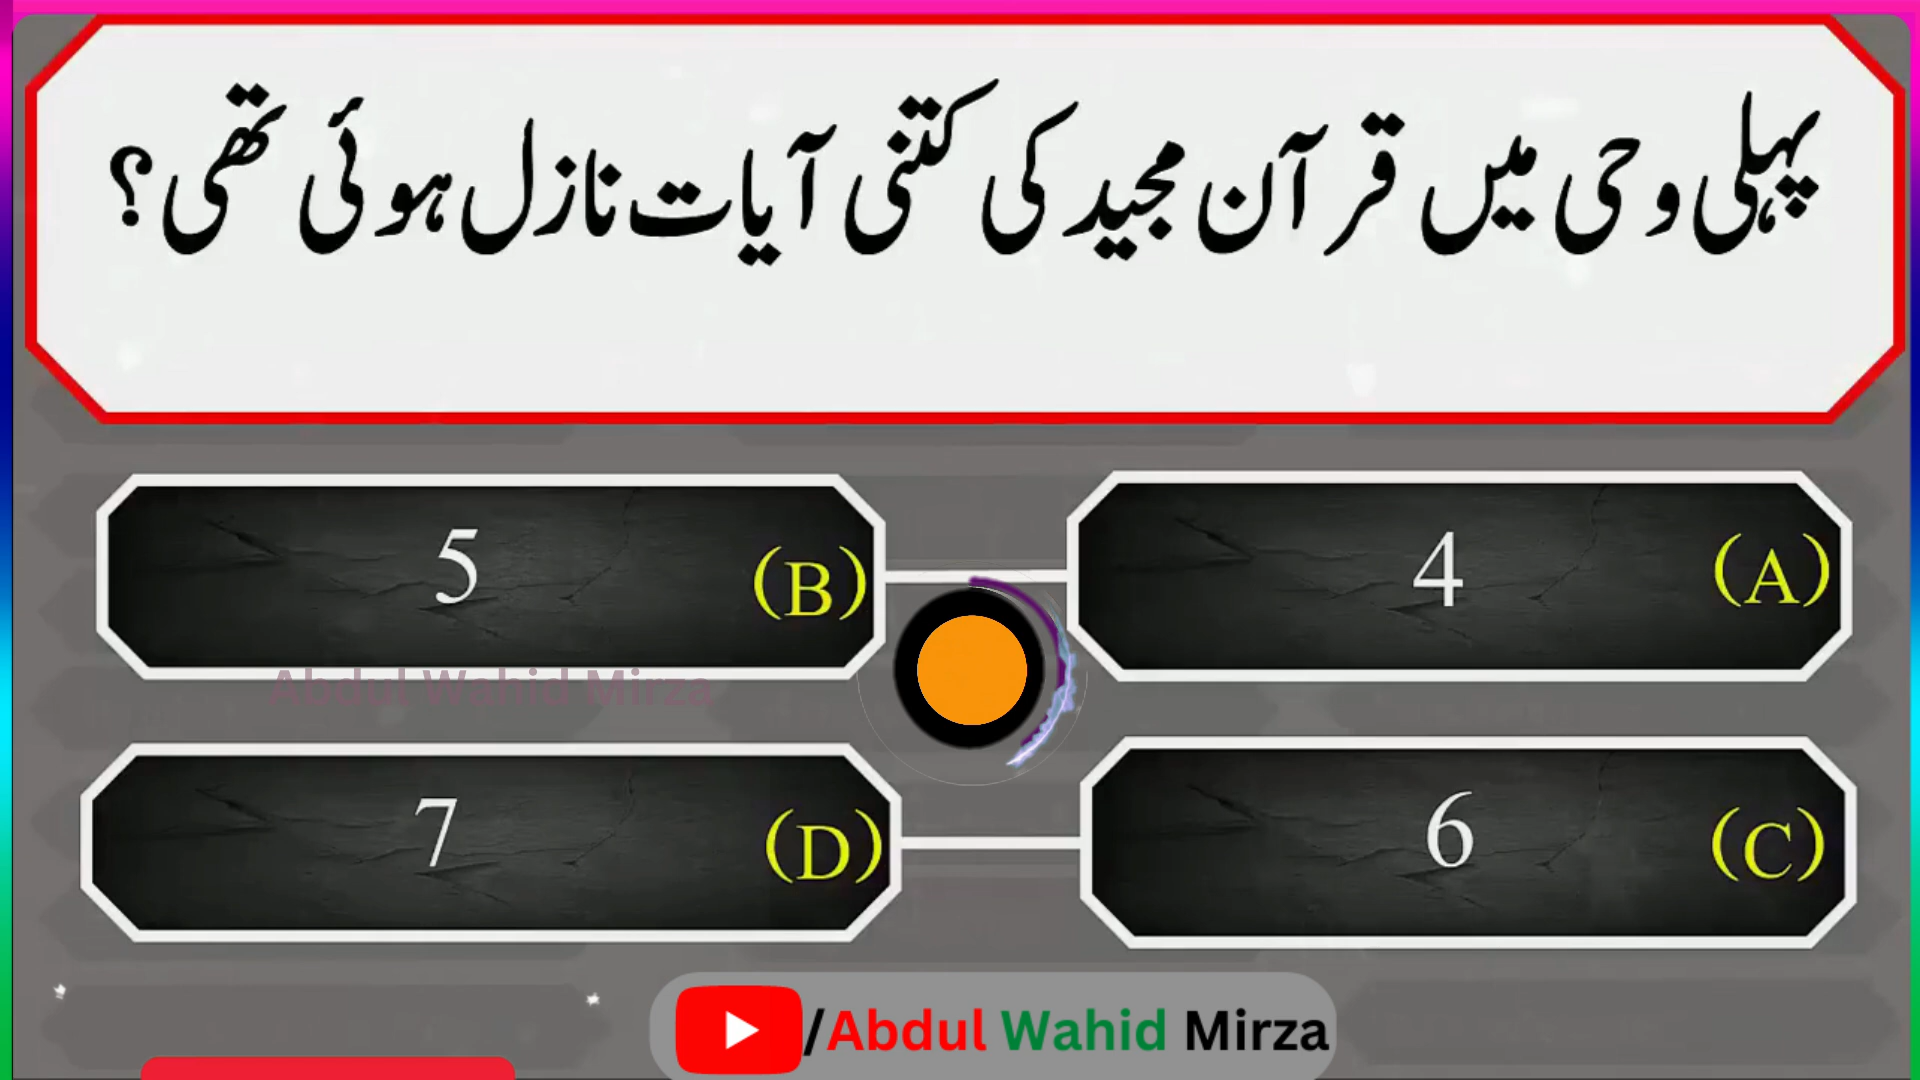 پہلی وحی میں قرآن مجید کی کتنی آیات نازل ہوئی تھی؟
(A) 4
(B) 5
(C) 6
(D) 7
Abdul Wahid Mirza
/Abdul Wahid Mirza